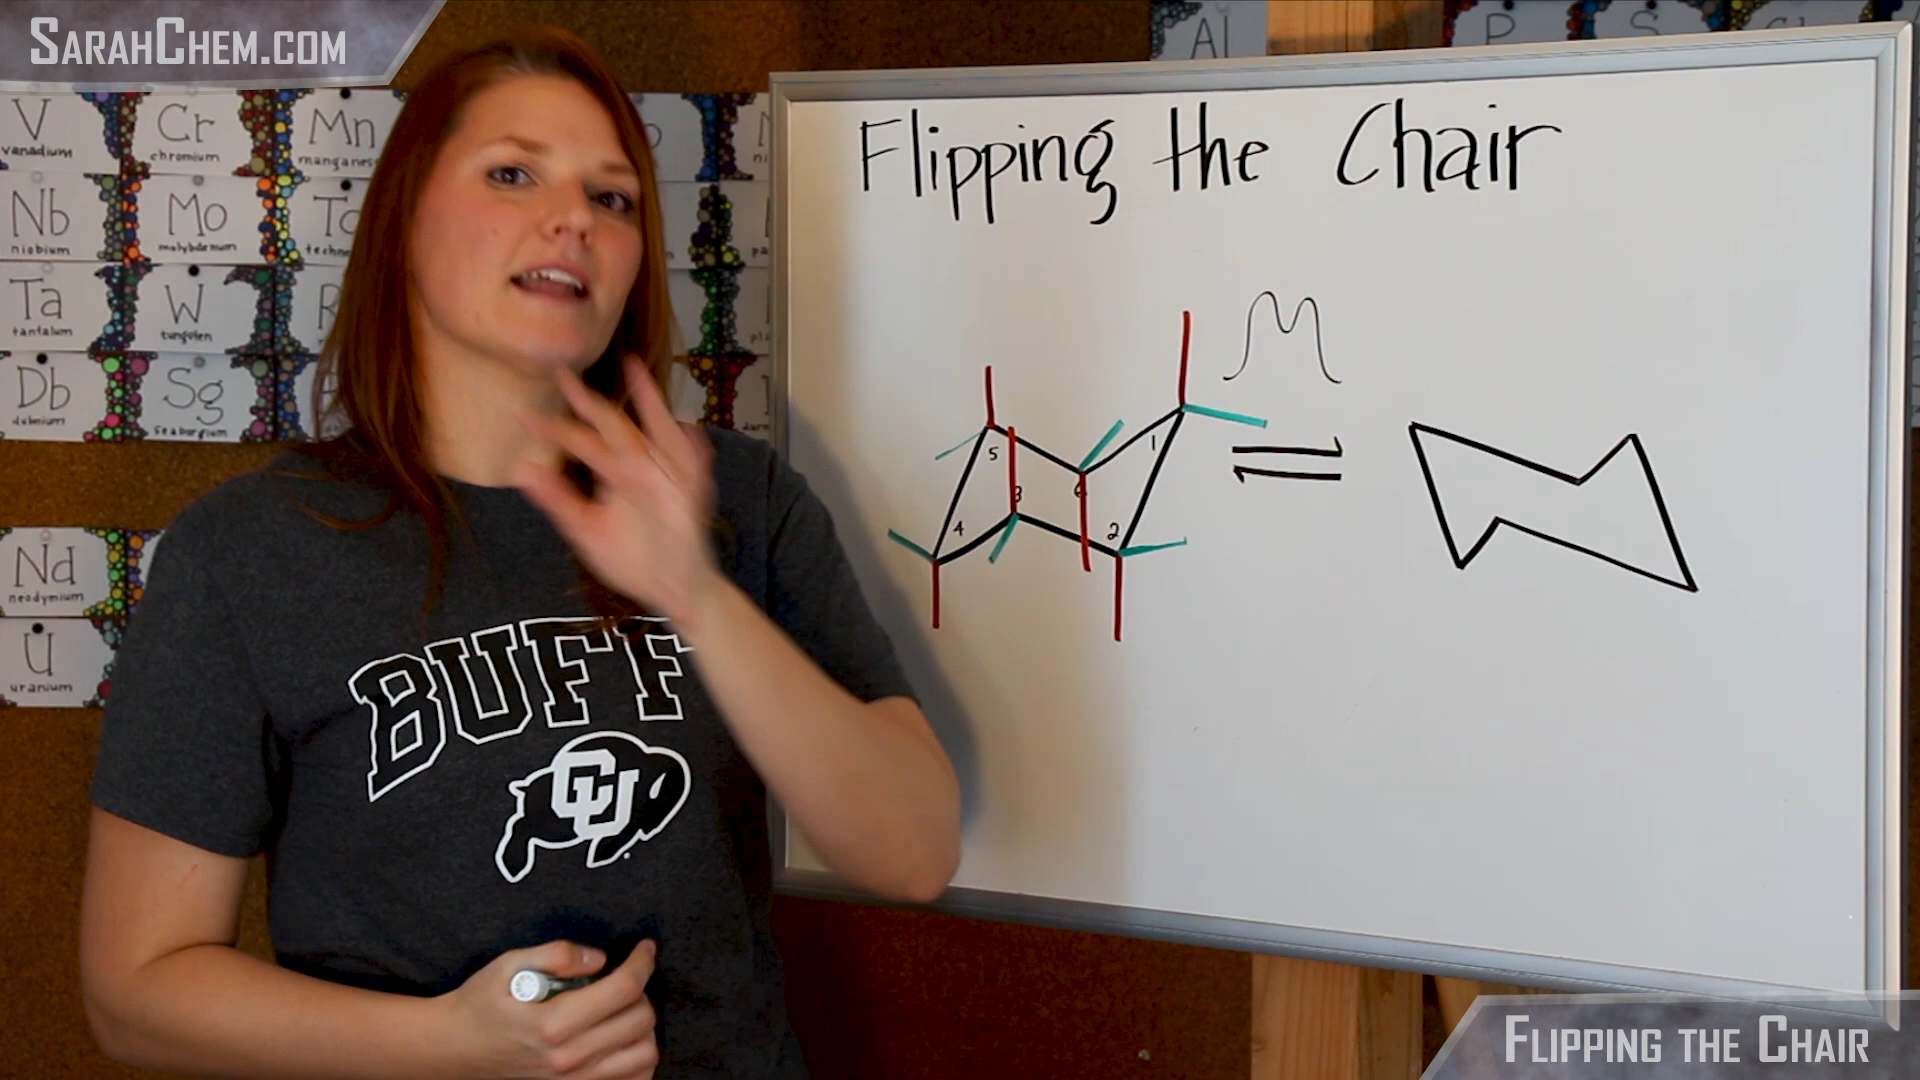 SARAHCHEM.COM
Al
P
S
V
vanadium
Cr
chromium
Mn
Nb
niobium
Mo
molybdenum
Ta
tantalum
W
tungsten
Db
dubnium
Sg
Seaborgium
Nd
neodymium
U
uranium
Flipping the Chair
5
1
3
6
4
2
BUFF
CU
FLIPPING THE CHAIR